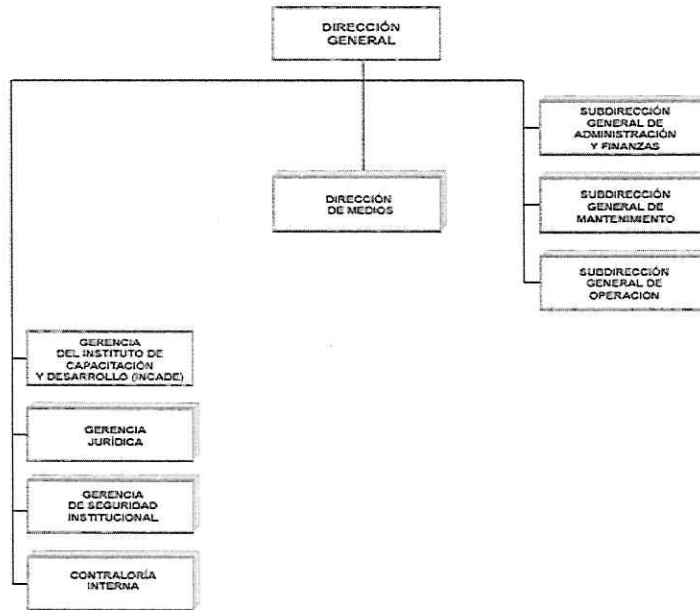 DIRECCIÓN
GENERAL
SUBDIRECCIÓN
GENERAL DE
ADMINISTRACIÓN
Y FINANZAS
DIRECCIÓN
DE MEDIOS
SUBDIRECCIÓN
GENERAL DE
MANTENIMIENTO
SUBDIRECCIÓN
GENERAL DE
OPERACION
GERENCIA
DEL INSTITUTO DE
CAPACITACIÓN
Y DESARROLLO (INCADE)
GERENCIA
JURÍDICA
GERENCIA
DE SEGURIDAD
INSTITUCIONAL
CONTRALORÍA
INTERNA